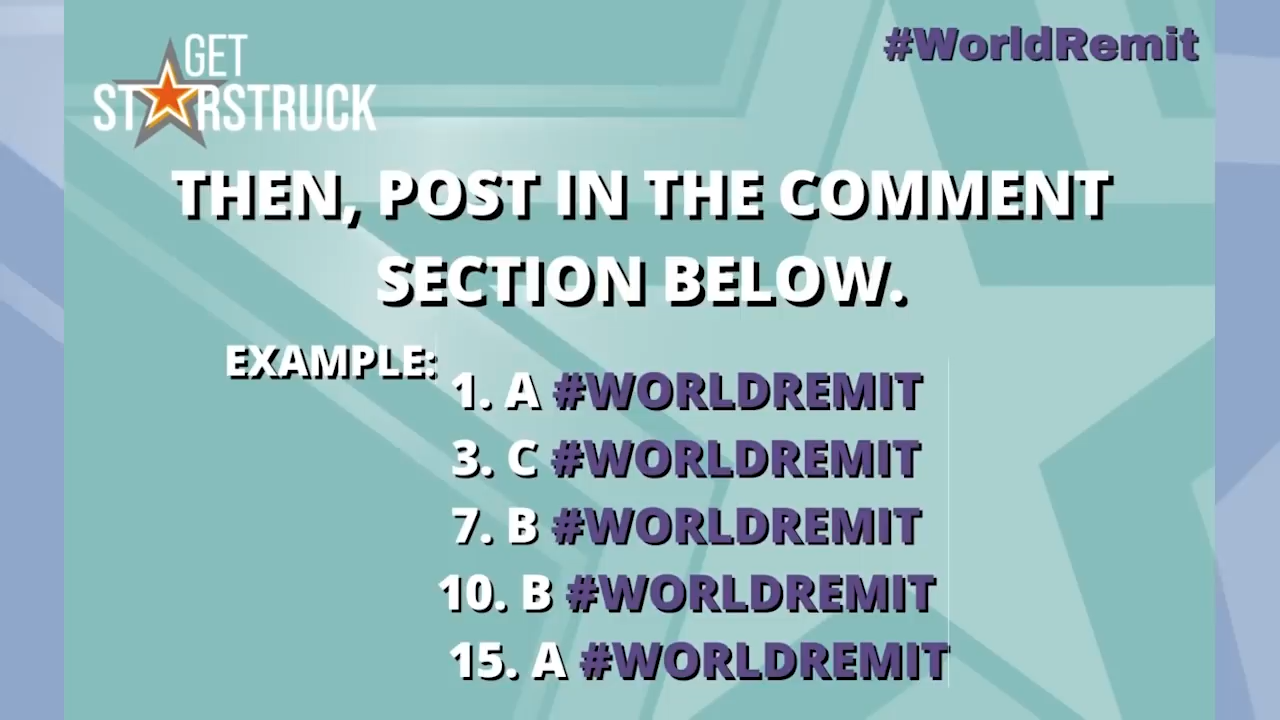 GET
STARSTRUCK
#WorldRemit
THEN, POST IN THE COMMENT
SECTION BELOW.
EXAMPLE:
1. A #WORLDREMIT
3. C #WORLDREMIT
7. B #WORLDREMIT
10. B #WORLDREMIT
15. A #WORLDREMIT